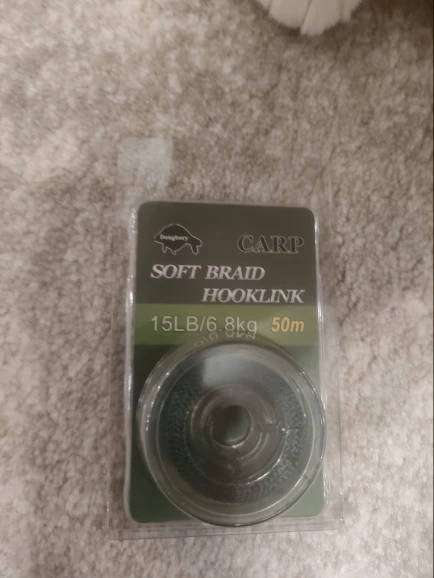 CARP
SOFT BRAID
HOOKLINK
15LB/6.8kg 50m